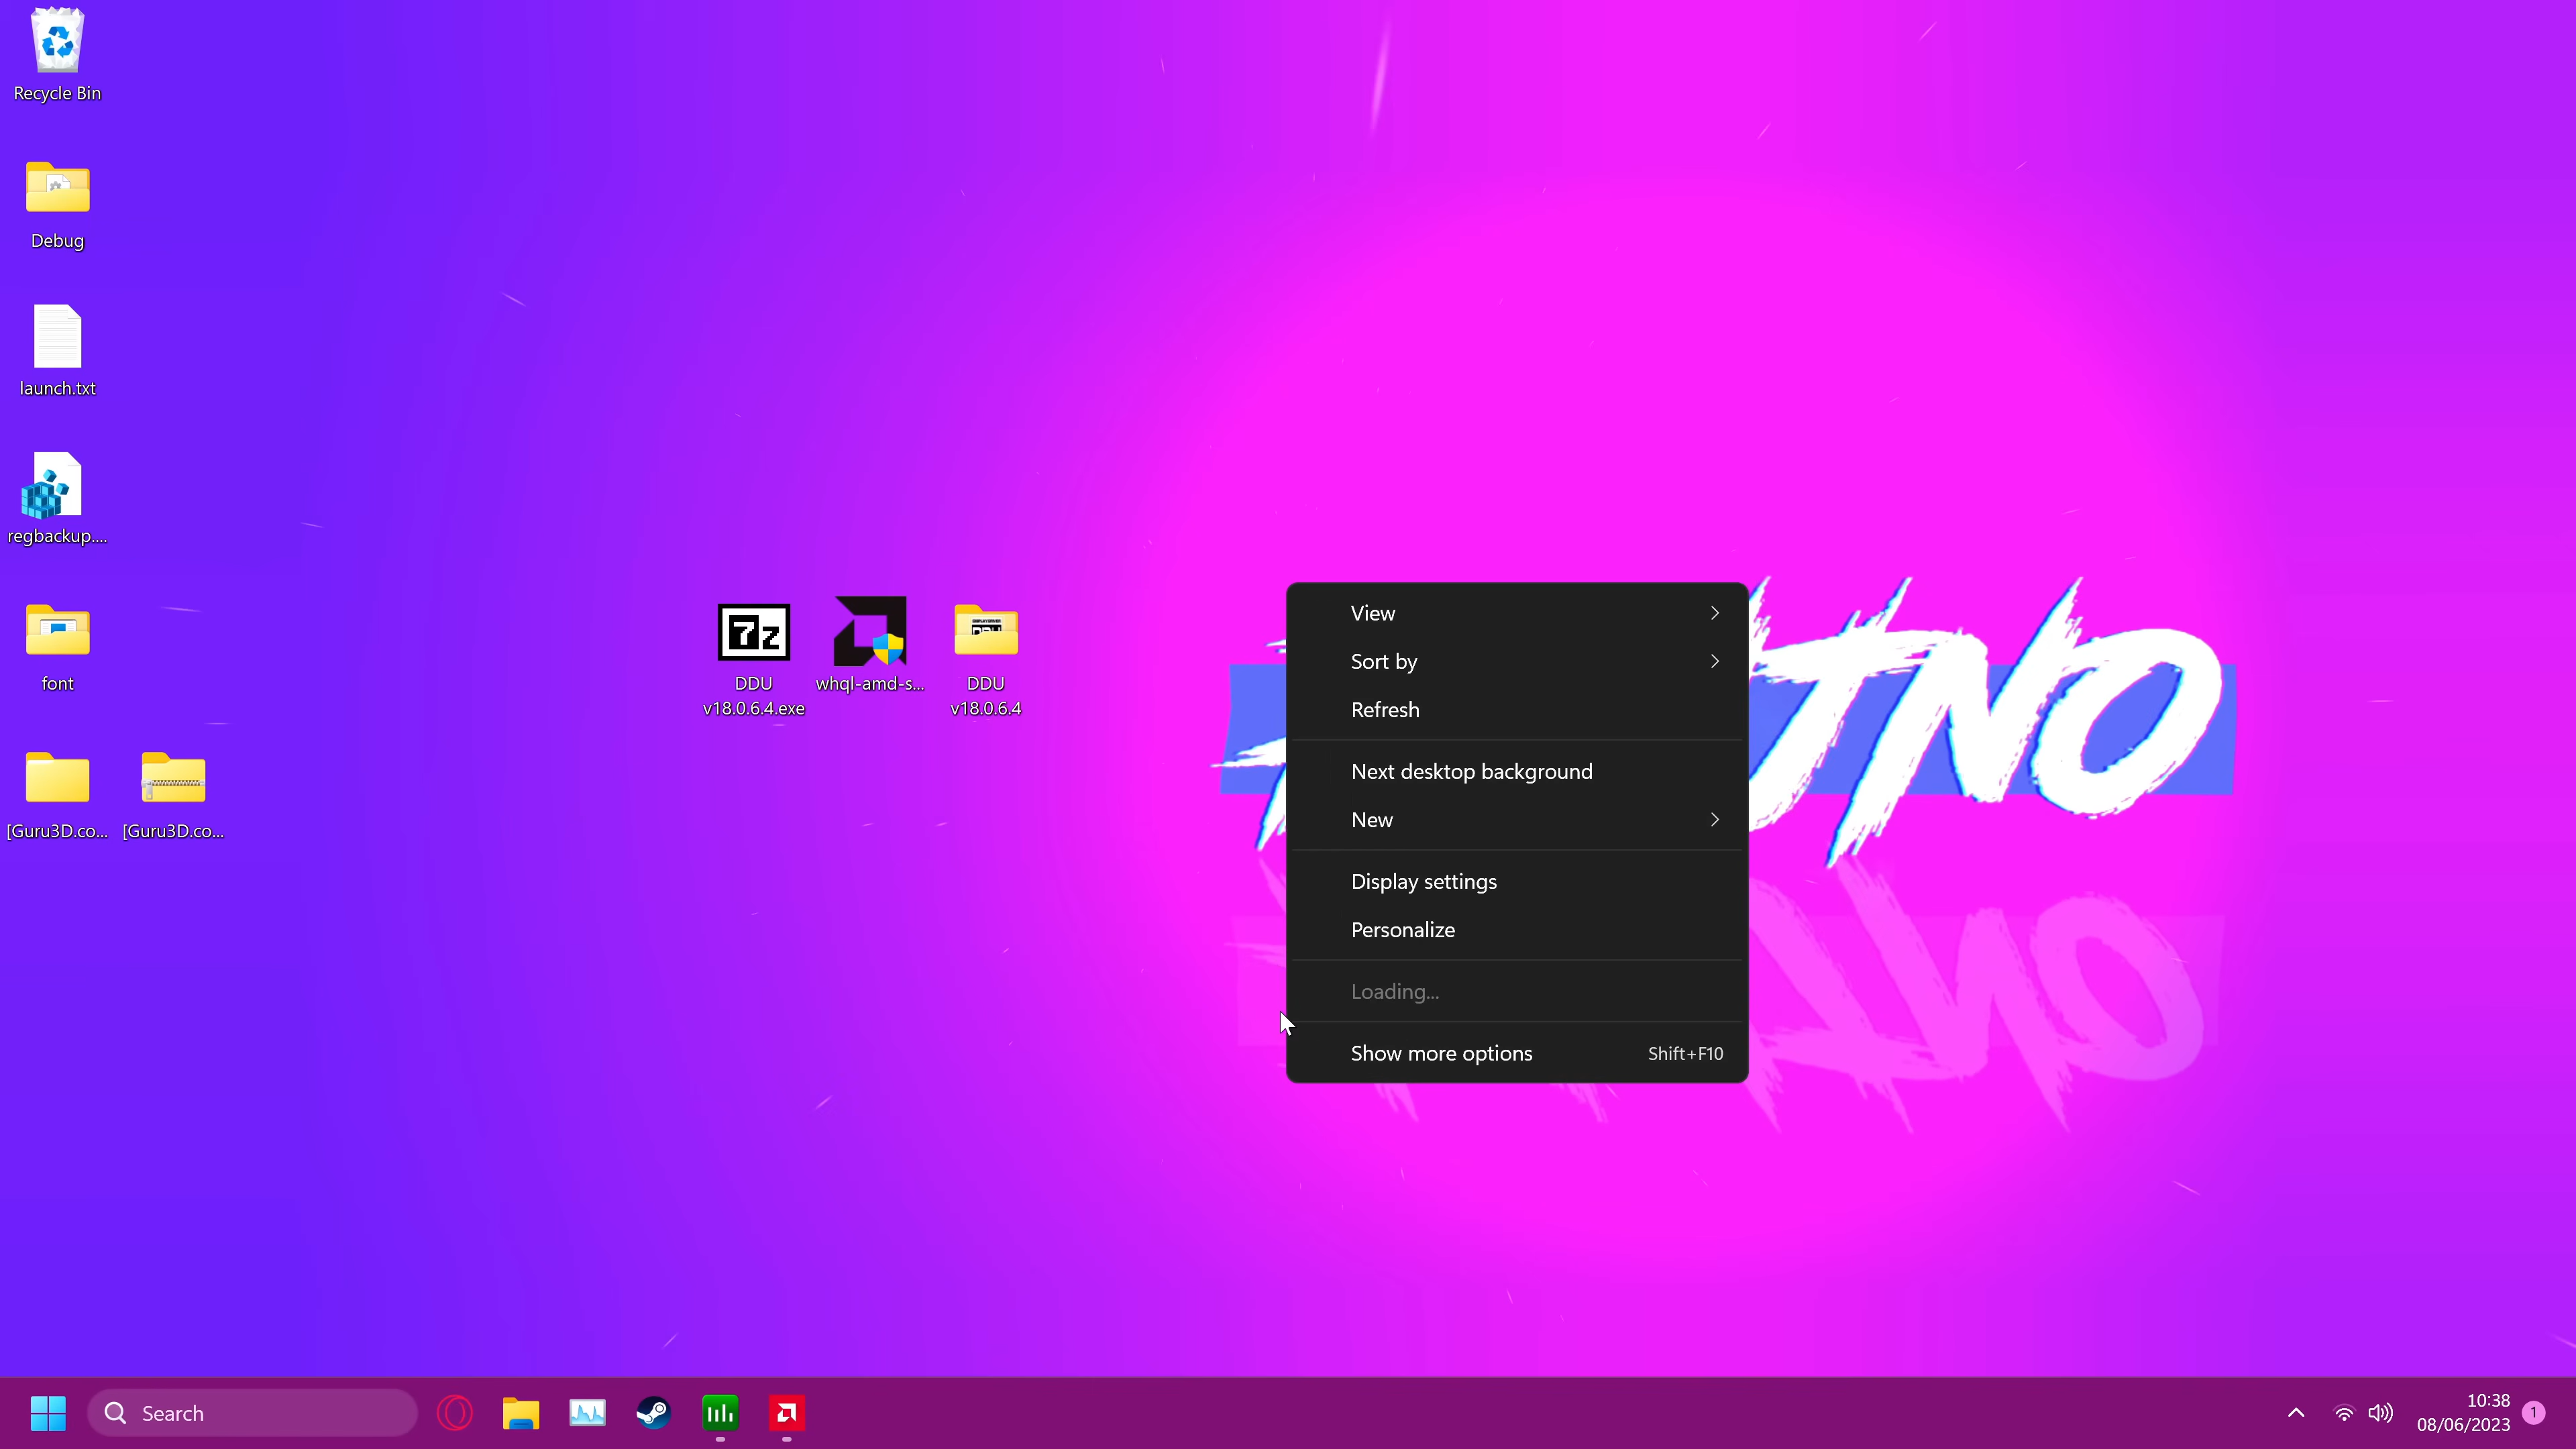 Recycle Bin
Debug
launch.txt
regbackup....
font
[Guru3D.co...
[Guru3D.co...
7z
DDU
v18.0.6.4.exe
whql-amd-s...
DDU
v18.0.6.4
View
Sort by
Refresh
Next desktop background
New
Display settings
Personalize
Loading...
Show more options Shift+F10
Search
10:38
08/06/2023
1